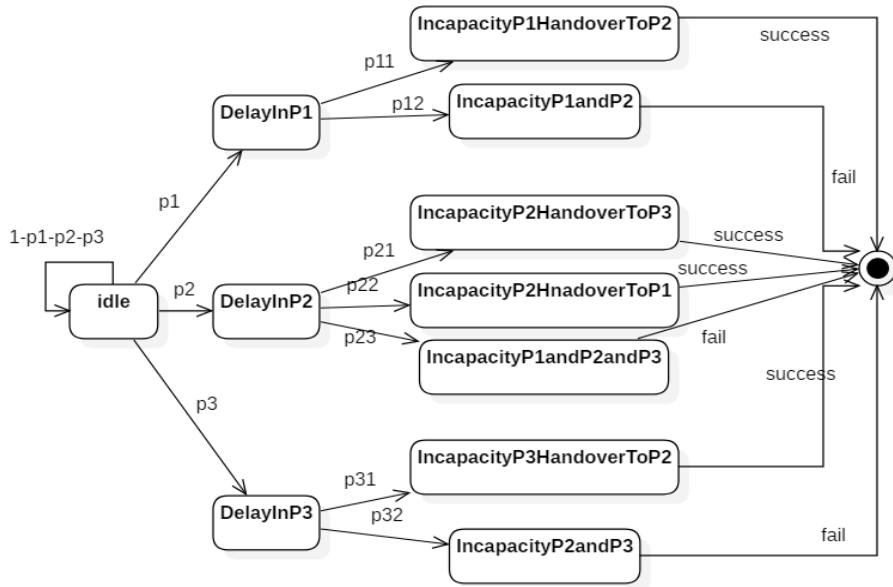 IncapacityP1HandoverToP2
success
p11
DelayInP1
p12
IncapacityP1andP2
fail
p1
IncapacityP2HandoverToP3
1-p1-p2-p3
p21
success
idle
p2
DelayInP2
p22
IncapacityP2HnadoverToP1
success
p23
IncapacityP1andP2andP3
fail
success
p3
IncapacityP3HandoverToP2
p31
DelayInP3
p32
IncapacityP2andP3
fail